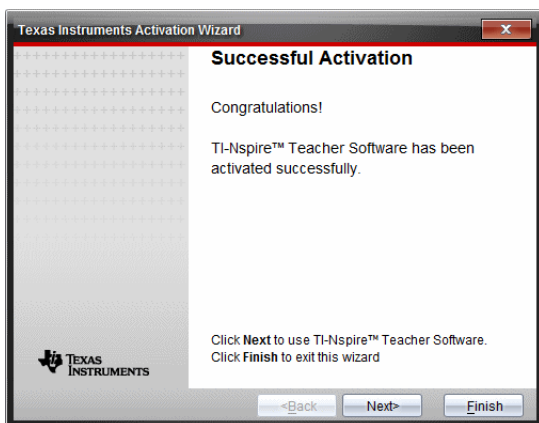 Texas Instruments Activation Wizard
Successful Activation
Congratulations!
TI-Nspire™ Teacher Software has been
activated successfully.
Click Next to use TI-Nspire™ Teacher Software.
Click Finish to exit this wizard
TEXAS
INSTRUMENTS
<Back
Next>
Finish